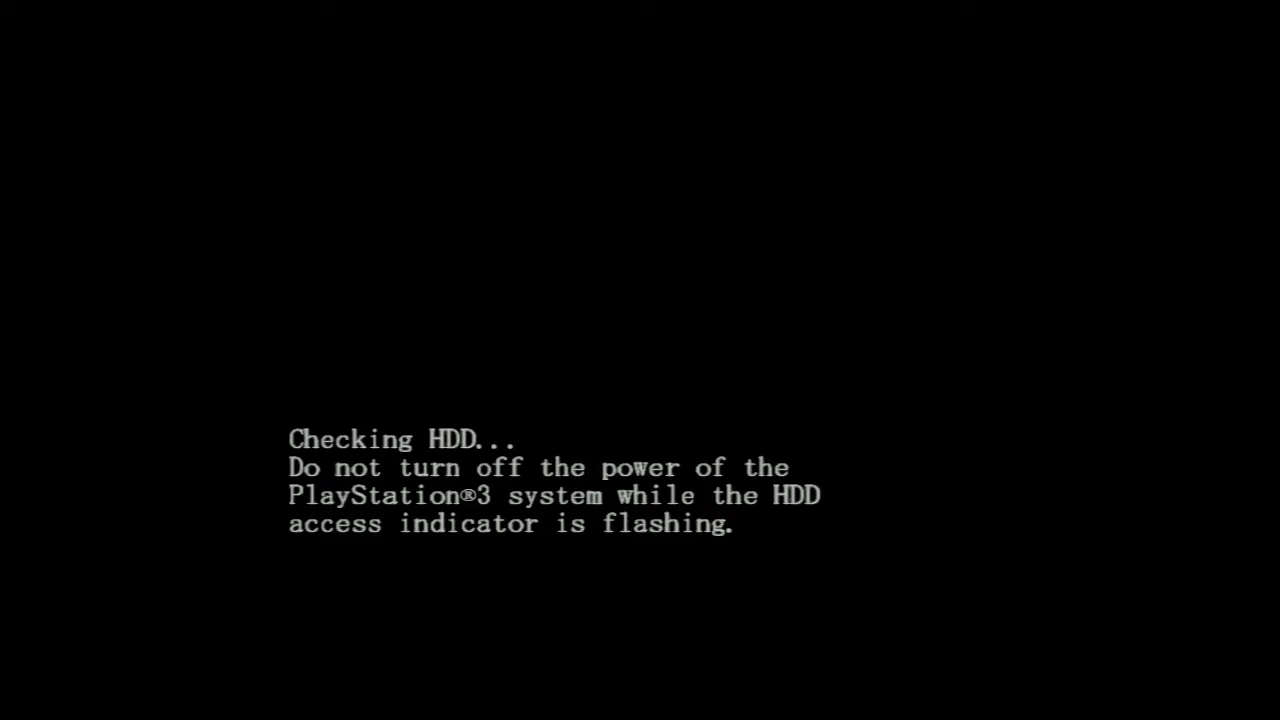 Checking HDD...
Do not turn off the power of the
PlayStation®3 system while the HDD
access indicator is flashing.